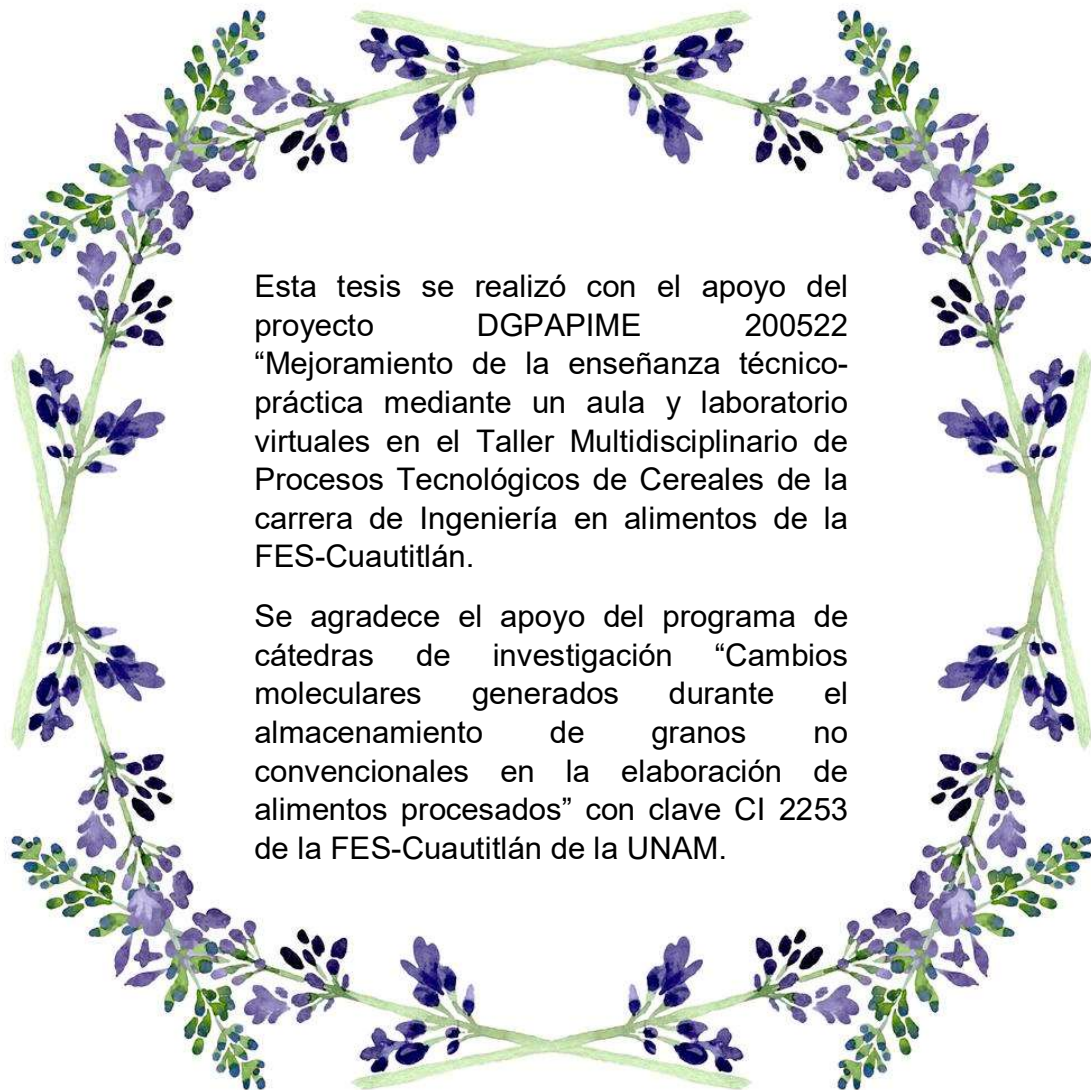 Esta tesis se realizó con el apoyo del
proyecto DGPAPIME 200522
“Mejoramiento de la enseñanza técnico-
práctica mediante un aula y laboratorio
virtuales en el Taller Multidisciplinario de
Procesos Tecnológicos de Cereales de la
carrera de Ingeniería en alimentos de la
FES-Cuautitlán.
Se agradece el apoyo del programa de
cátedras de investigación “Cambios
moleculares generados durante el
almacenamiento de granos no
convencionales en la elaboración de
alimentos procesados” con clave CI 2253
de la FES-Cuautitlán de la UNAM.